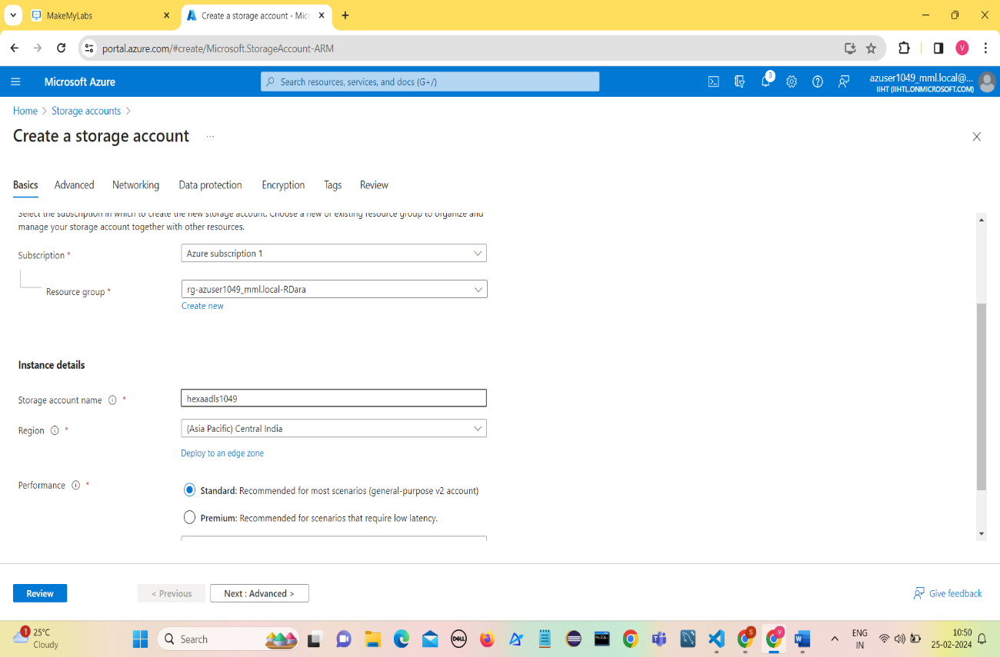 MakeMyLabs
Create a storage account - Micr
portal.azure.com/#create/Microsoft.StorageAccount-ARM
V
Microsoft Azure
Search resources, services, and docs (G+/)
3
azuser1049_mml.local@...
IIHT (IIHTL.ONMICROSOFT.COM)
Home > Storage accounts >
Create a storage account ...
Basics Advanced Networking Data protection Encryption Tags Review
Select the subscription in which to create the new storage account. Choose a new or existing resource group to organize and
manage your storage account together with other resources.
Subscription *
Azure subscription 1
Resource group *
rg-azuser1049_mml.local-RDara
Create new
Instance details
Storage account name *
hexaadls1049
Region *
(Asia Pacific) Central India
Deploy to an edge zone
Performance *
Standard: Recommended for most scenarios (general-purpose v2 account)
Premium: Recommended for scenarios that require low latency.
Review
< Previous
Next : Advanced >
Give feedback
1
25°C
Cloudy
Search
DELL
MySQL
S
V
ENG
IN
10:50
25-02-2024